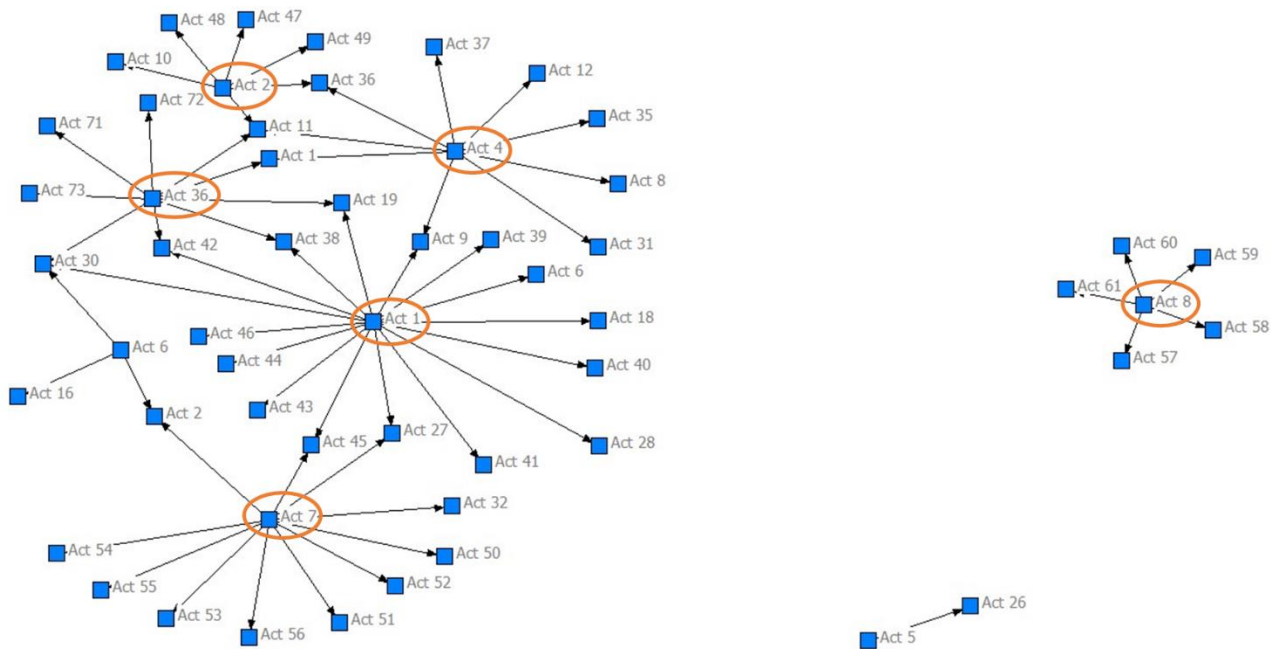 Act 48
Act 47
Act 49
Act 10
Act 2
Act 36
Act 37
Act 12
Act 72
Act 71
Act 11
Act 35
Act 4
Act 1
Act 8
Act 73
Act 36
Act 19
Act 42
Act 38
Act 9
Act 39
Act 31
Act 30
Act 6
Act 1
Act 18
Act 46
Act 44
Act 40
Act 6
Act 16
Act 2
Act 43
Act 45
Act 27
Act 41
Act 28
Act 7
Act 32
Act 54
Act 50
Act 55
Act 52
Act 53
Act 51
Act 56
Act 60
Act 59
Act 61
Act 8
Act 58
Act 57
Act 26
Act 5